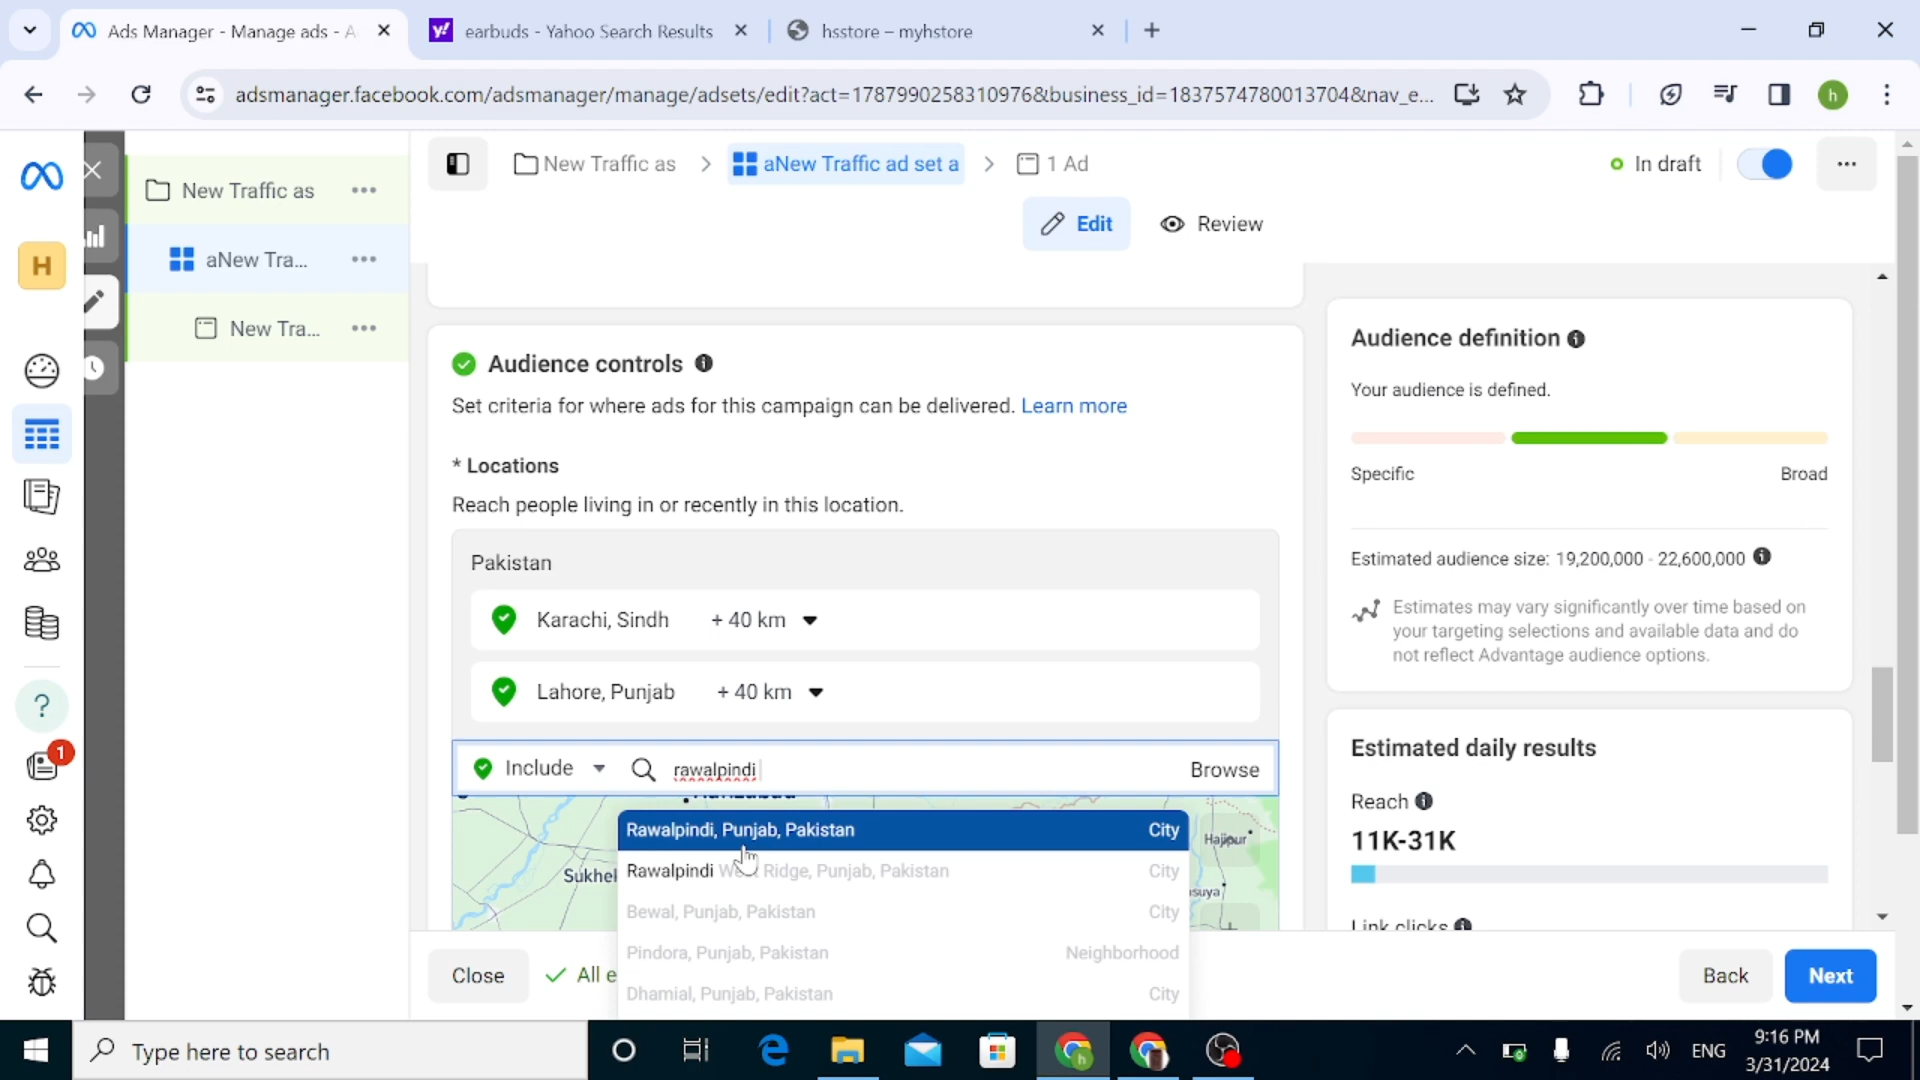 Ads Manager - Manage ads - A
earbuds - Yahoo Search Results
hsstore – myhstore
adsmanager.facebook.com/adsmanager/manage/adsets/edit?act=1787990258310976&business_id=1837574780013704&nav_e...
h
New Traffic as
aNew Traffic ad set a
1 Ad
In draft
Edit
Review
H
New Traffic as
aNew Tra...
New Tra...
Audience controls
Set criteria for where ads for this campaign can be delivered. Learn more
* Locations
Reach people living in or recently in this location.
Pakistan
Karachi, Sindh + 40 km
Lahore, Punjab + 40 km
Include
rawalpindi
Browse
Rawalpindi, Punjab, Pakistan City
Rawalpindi West Ridge, Punjab, Pakistan City
Bewal, Punjab, Pakistan City
Pindora, Punjab, Pakistan Neighborhood
Dhamial, Punjab, Pakistan City
Hajipur
Audience definition
Your audience is defined.
Specific
Broad
Estimated audience size: 19,200,000 - 22,600,000
Estimates may vary significantly over time based on
your targeting selections and available data and do
not reflect Advantage audience options.
Estimated daily results
Reach
11K-31K
Link clicks
?
1
Close
All e
Back
Next
Type here to search
h
ENG
9:16 PM
3/31/2024